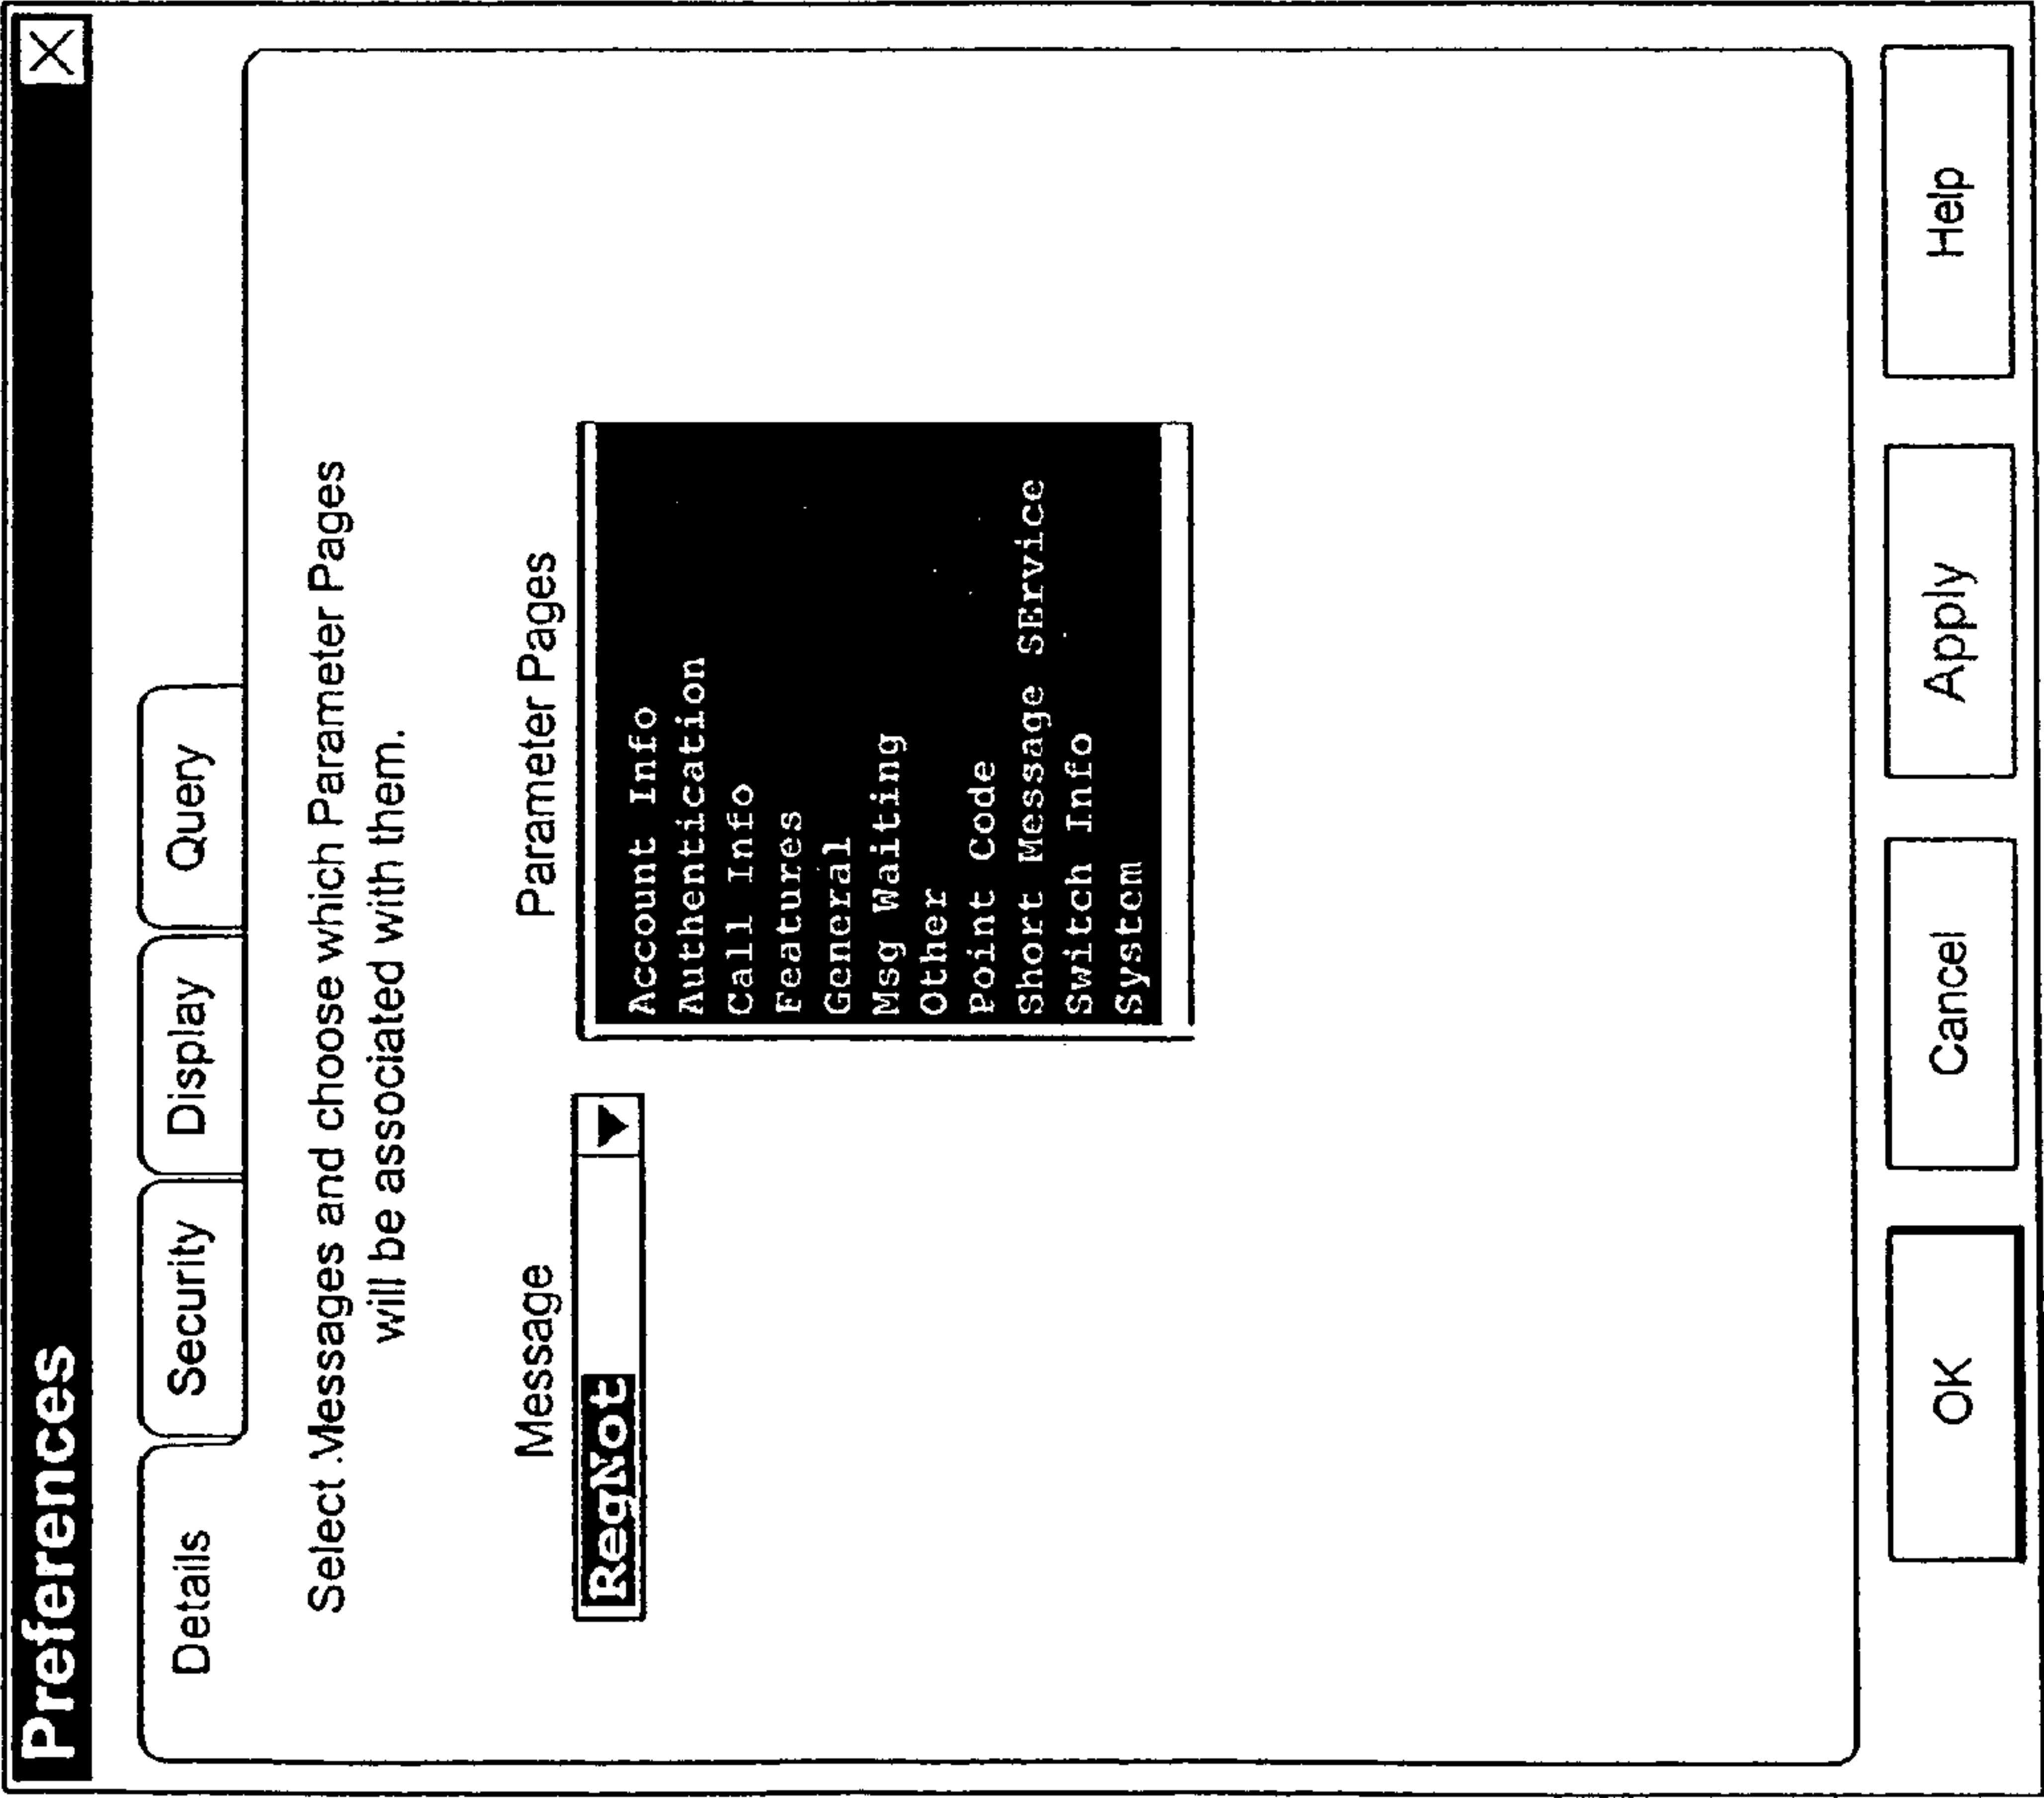 Preferences
Details Security Display Query
Select Messages and choose which Parameter Pages
will be associated with them.
Message Parameter Pages
RegNot
Account Info
Authentication
Call Info
Features
General
Msg Waiting
Other
Point Code
Short Message SErvice
Switch Info
System
OK Cancel Apply Help